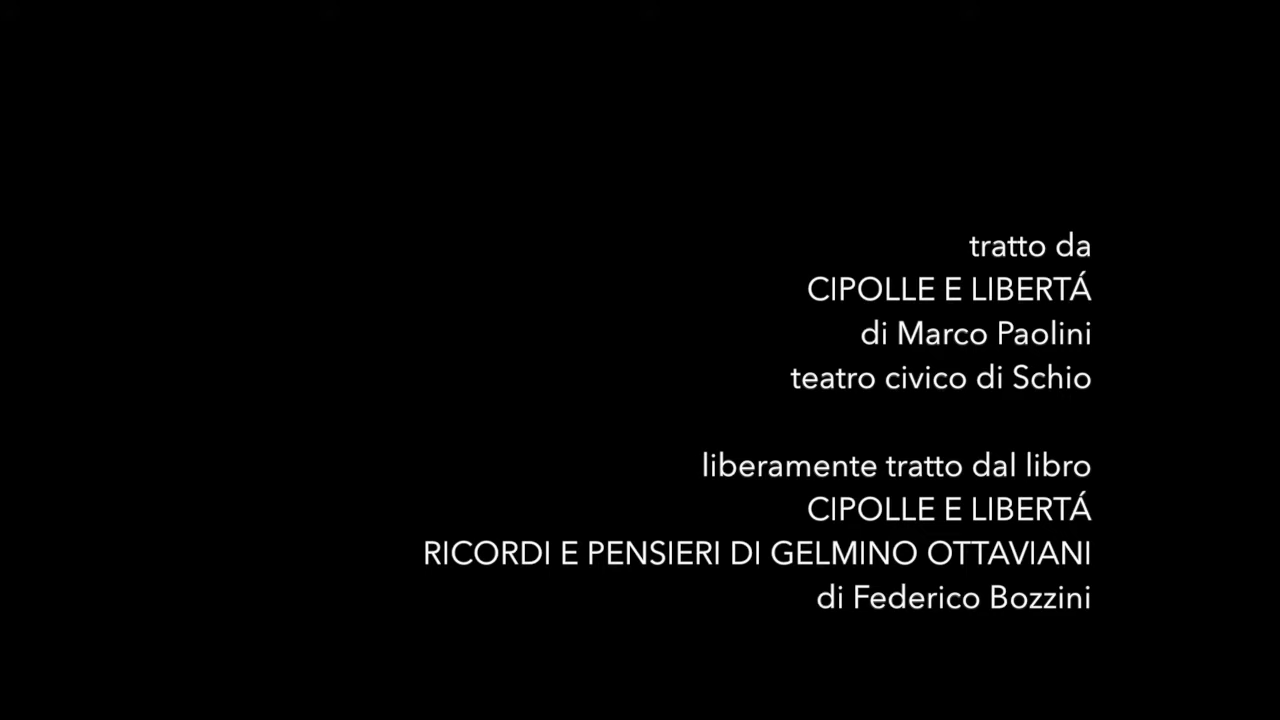 tratto da
CIPOLLE E LIBERTÁ
di Marco Paolini
teatro civico di Schio
liberamente tratto dal libro
CIPOLLE E LIBERTÁ
RICORDI E PENSIERI DI GELMINO OTTAVIANI
di Federico Bozzini